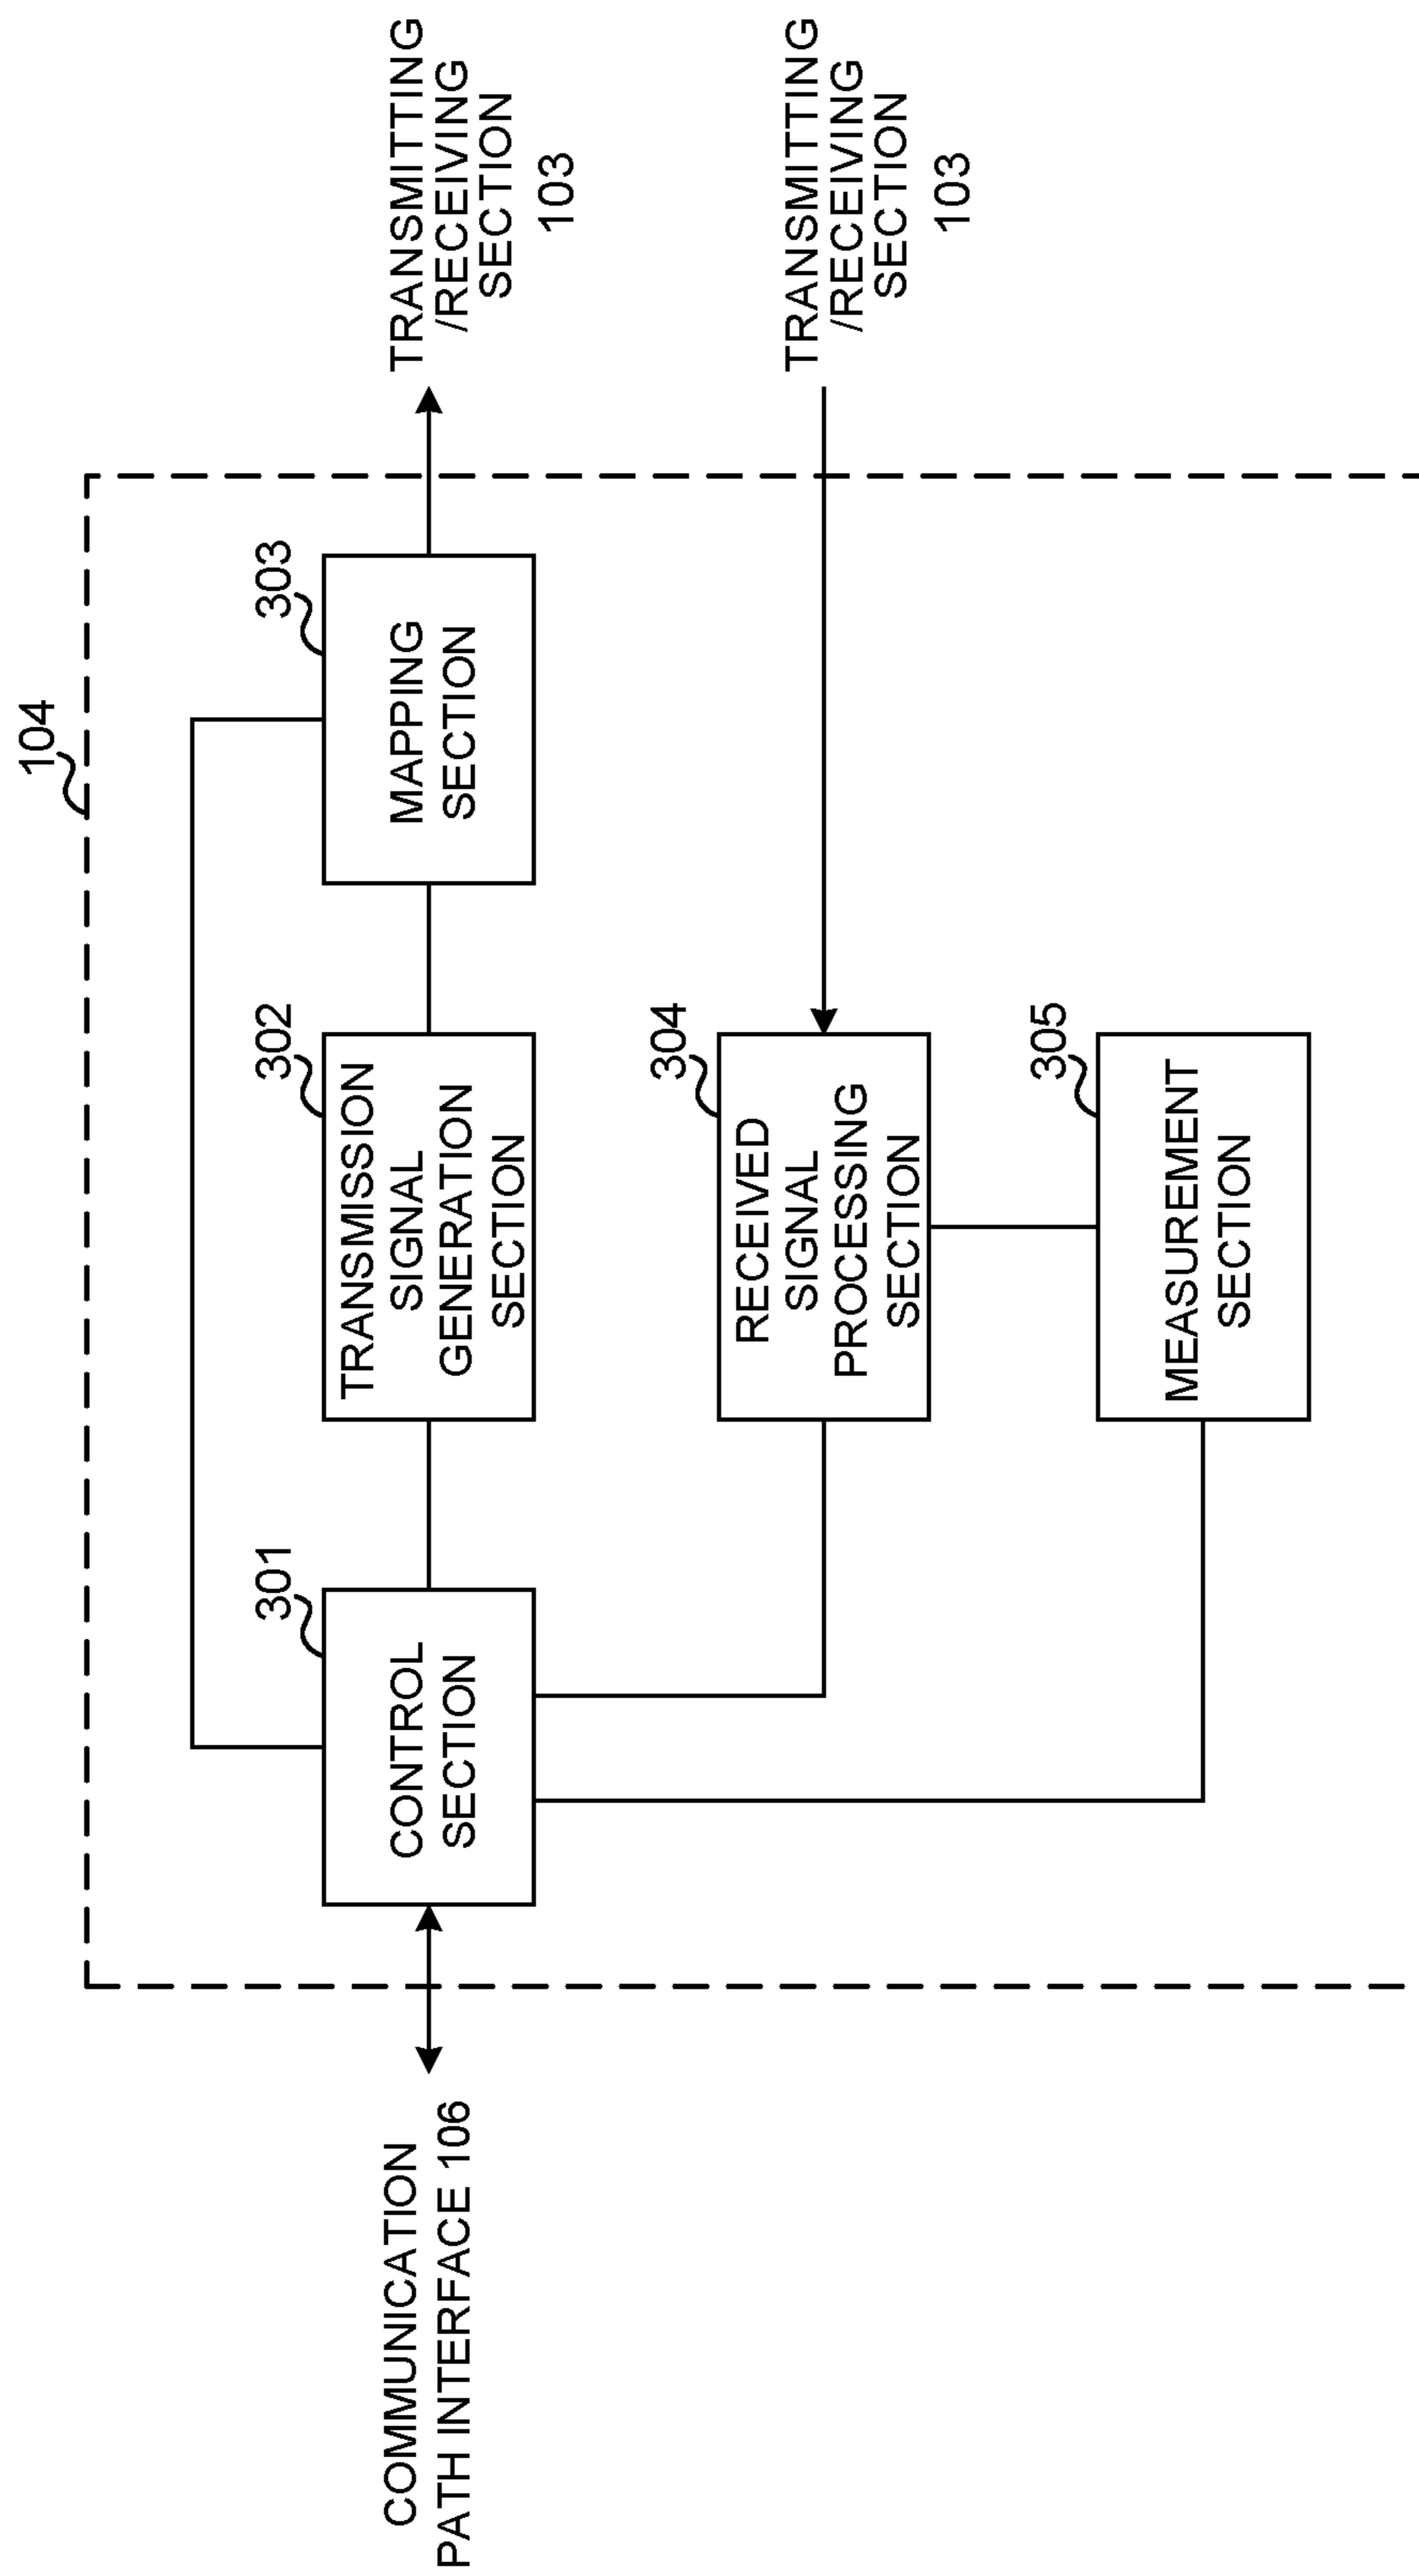 104
301
CONTROL
SECTION
302
TRANSMISSION
SIGNAL
GENERATION
SECTION
303
MAPPING
SECTION
TRANSMITTING
/RECEIVING
SECTION
103
COMMUNICATION
PATH INTERFACE 106
304
RECEIVED
SIGNAL
PROCESSING
SECTION
TRANSMITTING
/RECEIVING
SECTION
103
305
MEASUREMENT
SECTION